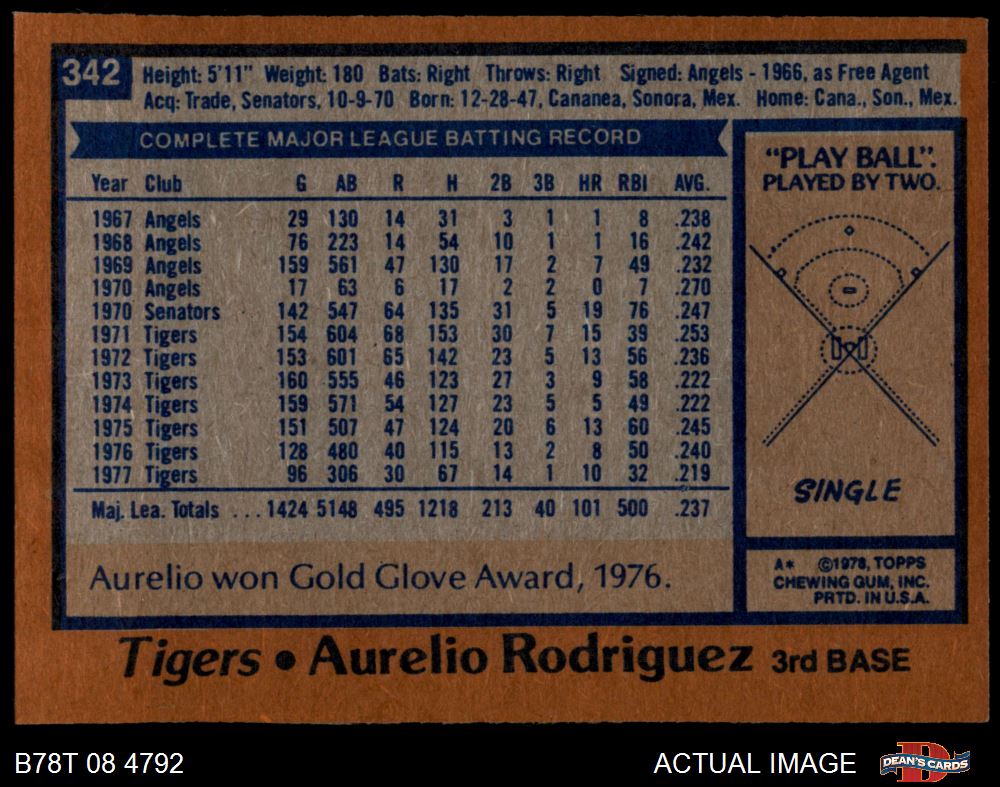 342
Height: 5'11" Weight: 180 Bats: Right Throws: Right Signed: Angels - 1966, as Free Agent
Acq: Trade, Senators, 10-9-70 Born: 12-28-47, Cananea, Sonora, Mex. Home: Cana., Son., Mex.
COMPLETE MAJOR LEAGUE BATTING RECORD
Year Club G AB R H 2B 3B HR RBI AVG.
1967 Angels 29 130 14 31 3 1 1 8 .238
1968 Angels 76 223 14 54 10 1 1 16 .242
1969 Angels 159 561 47 130 17 2 7 49 .232
1970 Angels 17 63 6 17 2 2 0 7 .270
1970 Senators 142 547 64 135 31 5 19 76 .247
1971 Tigers 154 604 68 153 30 7 15 39 .253
1972 Tigers 153 601 65 142 23 5 13 56 .236
1973 Tigers 160 555 46 123 27 3 9 58 .222
1974 Tigers 159 571 54 127 23 5 5 49 .222
1975 Tigers 151 507 47 124 20 6 13 60 .245
1976 Tigers 128 480 40 115 13 2 8 50 .240
1977 Tigers 96 306 30 67 14 1 10 32 .219
Maj. Lea. Totals ... 1424 5148 495 1218 213 40 101 500 .237
Aurelio won Gold Glove Award, 1976.
"PLAY BALL".
PLAYED BY TWO.
SINGLE
A* ©1978, TOPPS
CHEWING GUM, INC.
PRTD. IN U.S.A.
Tigers • Aurelio Rodriguez 3rd BASE
B78T 08 4792
ACTUAL IMAGE
D
DEAN'S CARDS